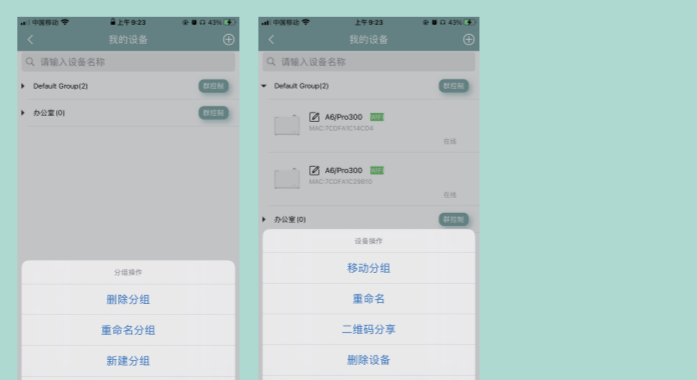 中国移动 上午9:23 43%
我的设备
请输入设备名称
Default Group(2) 群控制
办公室(0) 群控制
分组操作
删除分组
重命名分组
新建分组
中国移动 上午9:23 43%
我的设备
请输入设备名称
Default Group(2) 群控制
A6/Pro300
MAC:7CDFA1C14CD4
在线
A6/Pro300
MAC:7CDFA1C28B10
在线
办公室(0) 群控制
设备操作
移动分组
重命名
二维码分享
删除设备